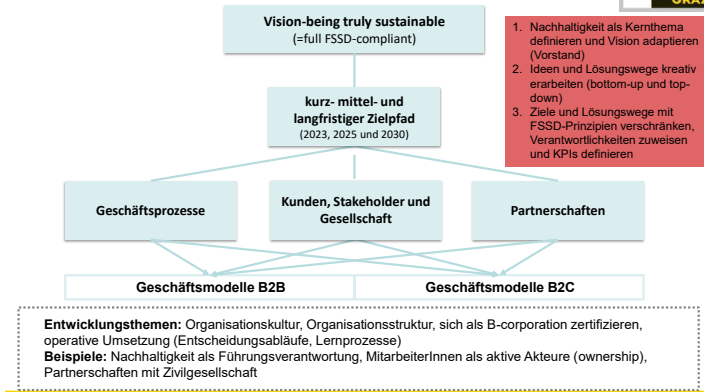 Vision-being truly sustainable
(=full FSSD-compliant)
1. Nachhaltigkeit als Kernthema
definieren und Vision adaptieren
(Vorstand)
2. Ideen und Lösungswege kreativ
erarbeiten (bottom-up und top-
down)
3. Ziele und Lösungswege mit
FSSD-Prinzipien verschränken,
Verantwortlichkeiten zuweisen
und KPIs definieren
kurz- mittel- und
langfristiger Zielpfad
(2023, 2025 und 2030)
Geschäftsprozesse
Kunden, Stakeholder und
Gesellschaft
Partnerschaften
Geschäftsmodelle B2B
Geschäftsmodelle B2C
Entwicklungsthemen: Organisationskultur, Organisationsstruktur, sich als B-corporation zertifizieren,
operative Umsetzung (Entscheidungsabläufe, Lernprozesse)
Beispiele: Nachhaltigkeit als Führungsverantwortung, MitarbeiterInnen als aktive Akteure (ownership),
Partnerschaften mit Zivilgesellschaft